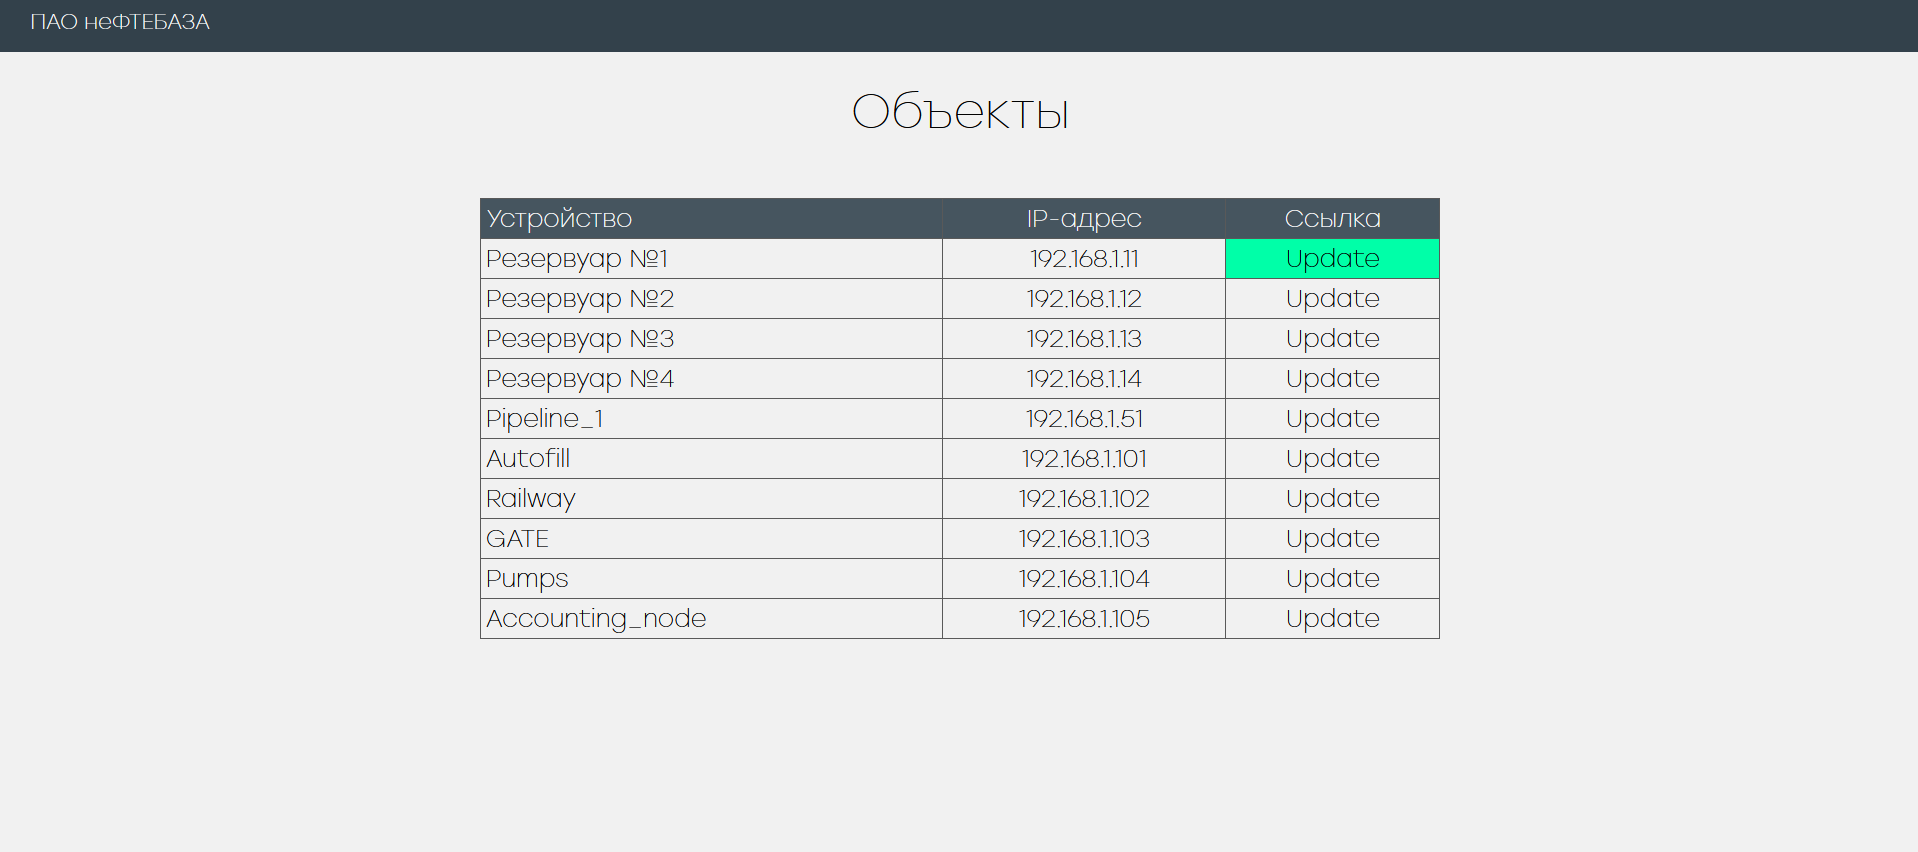 ПАО неФТЕБАЗА
Объекты
Устройство IP-адрес Ссылка
Резервуар №1 192.168.1.11 Update
Резервуар №2 192.168.1.12 Update
Резервуар №3 192.168.1.13 Update
Резервуар №4 192.168.1.14 Update
Pipeline_1 192.168.1.51 Update
Autofill 192.168.1.101 Update
Railway 192.168.1.102 Update
GATE 192.168.1.103 Update
Pumps 192.168.1.104 Update
Accounting_node 192.168.1.105 Update